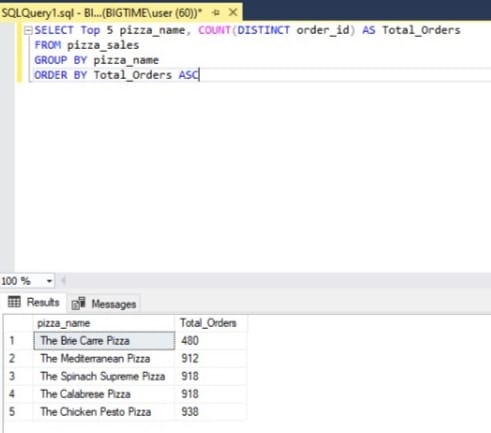 SQLQuery1.sql - BI...(BIGTIME\user (60))*
SELECT Top 5 pizza_name, COUNT(DISTINCT order_id) AS Total_Orders
FROM pizza_sales
GROUP BY pizza_name
ORDER BY Total_Orders ASC
100 %
Results Messages
pizza_name Total_Orders
1 The Brie Carre Pizza 480
2 The Mediterranean Pizza 912
3 The Spinach Supreme Pizza 918
4 The Calabrese Pizza 918
5 The Chicken Pesto Pizza 938